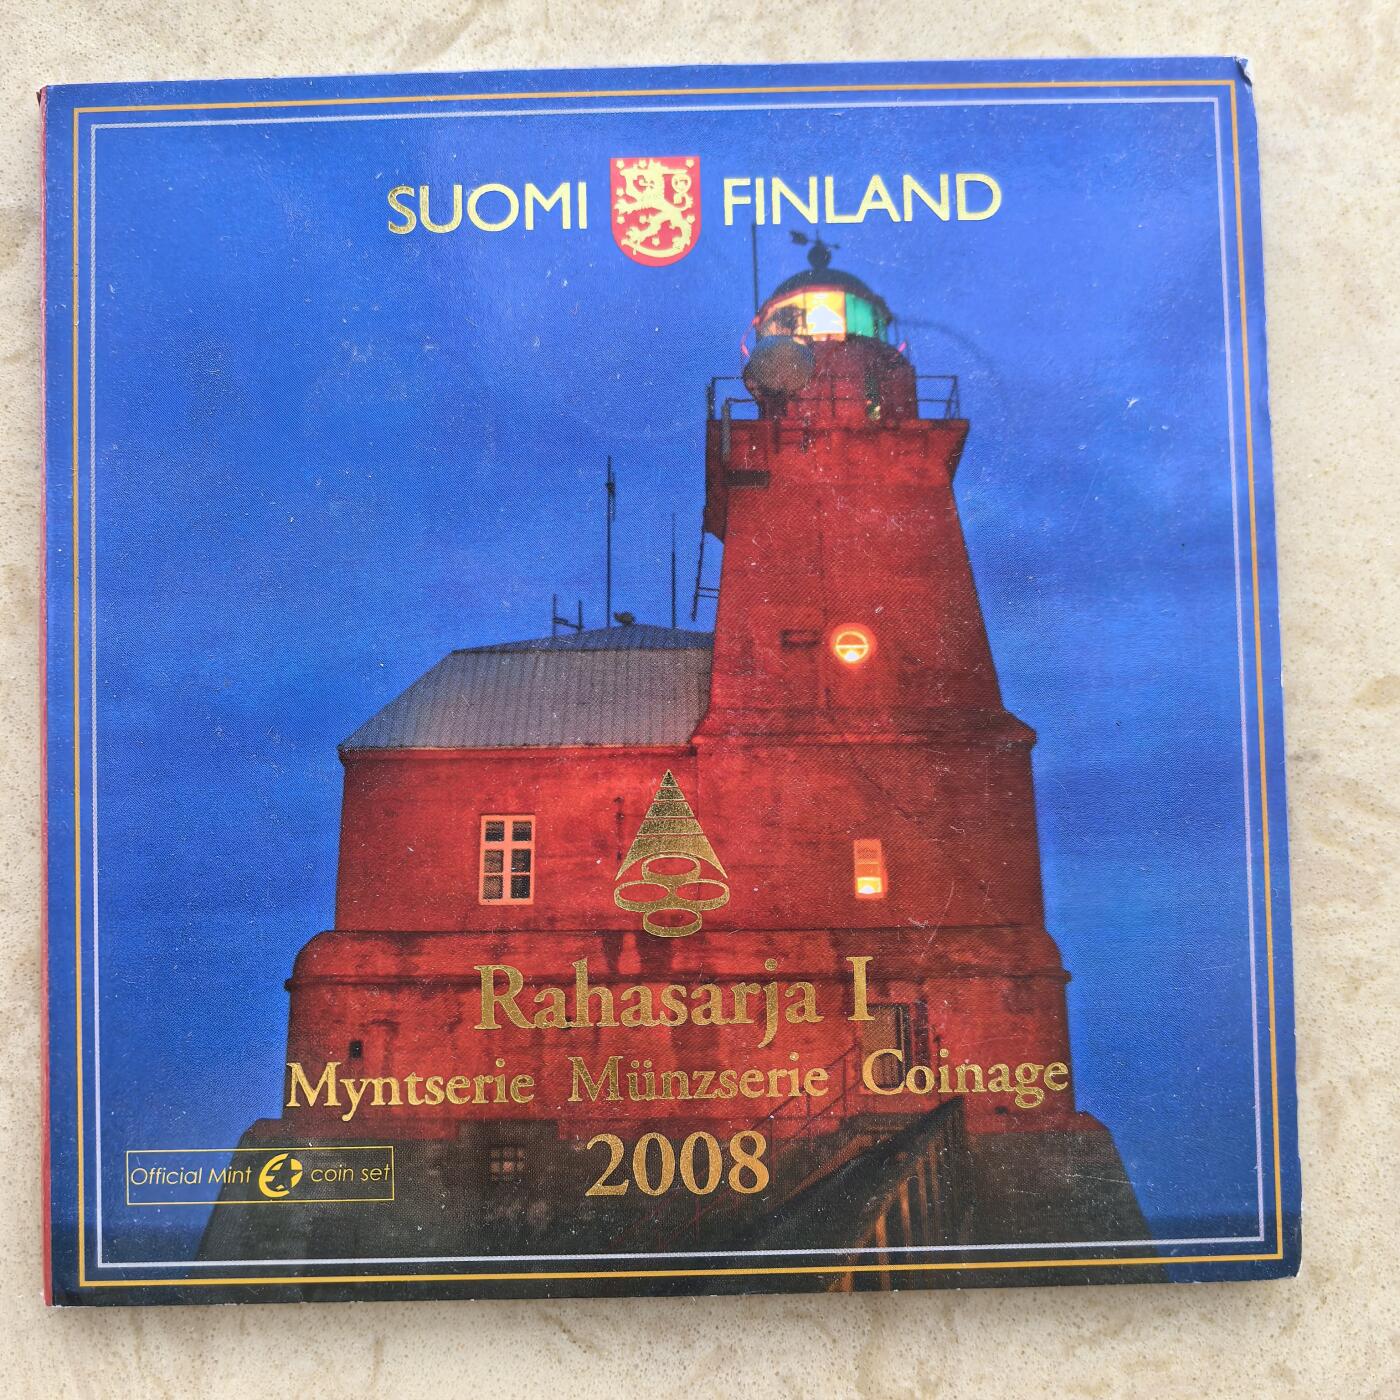 SUOMI FINLAND
Rahasarja I
Myntserie Münzserie Coinage
2008
Official Mint coin set